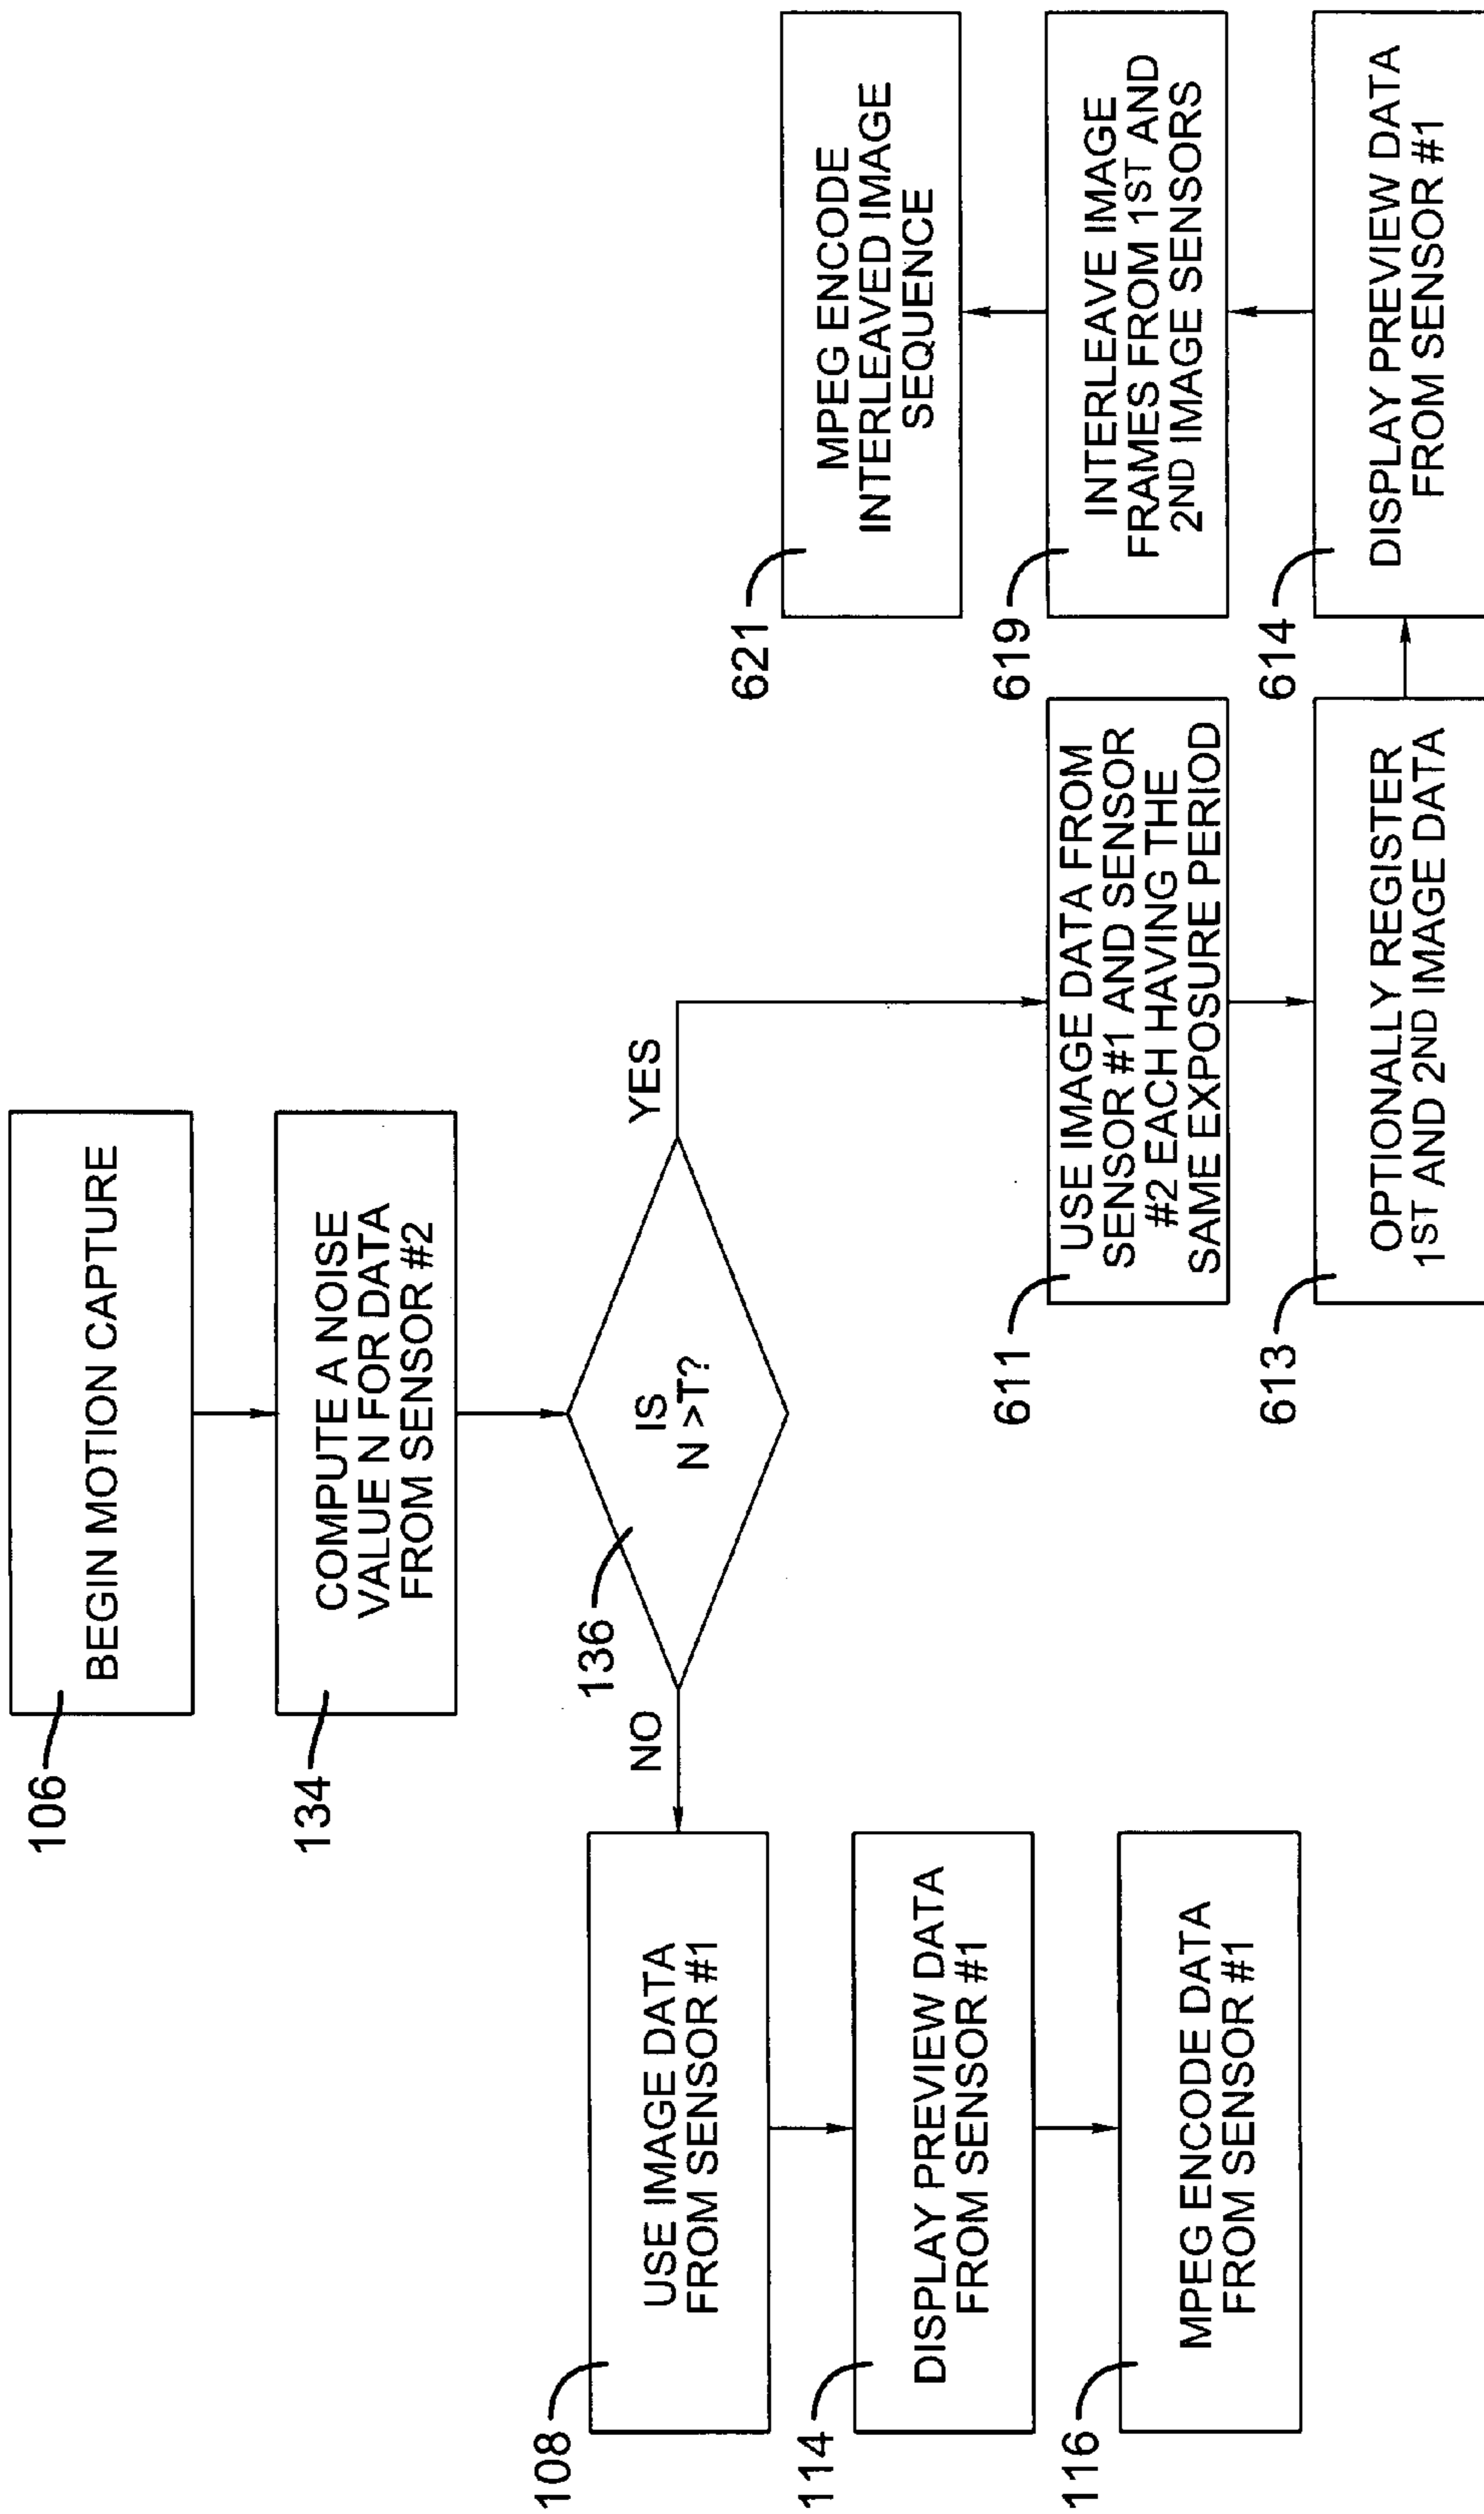 106
BEGIN MOTION CAPTURE
134
COMPUTE A NOISE
VALUE N FOR DATA
FROM SENSOR #2
136
IS
N >T?
NO
YES
108
USE IMAGE DATA
FROM SENSOR #1
114
DISPLAY PREVIEW DATA
FROM SENSOR #1
116
MPEG ENCODE DATA
FROM SENSOR #1
611
USE IMAGE DATA FROM
SENSOR #1 AND SENSOR
#2 EACH HAVING THE
SAME EXPOSURE PERIOD
613
OPTIONALLY REGISTER
1ST AND 2ND IMAGE DATA
614
DISPLAY PREVIEW DATA
FROM SENSOR #1
619
INTERLEAVE IMAGE
FRAMES FROM 1ST AND
2ND IMAGE SENSORS
621
MPEG ENCODE
INTERLEAVED IMAGE
SEQUENCE